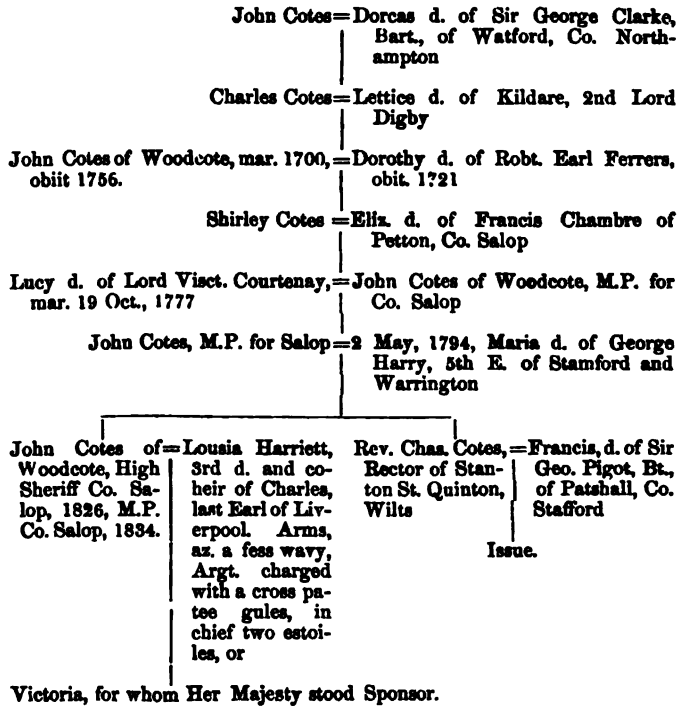 John Cotes=Dorcas d. of Sir George Clarke,
Bart., of Watford, Co. North-
ampton
Charles Cotes=Lettice d. of Kildare, 2nd Lord
Digby
John Cotes of Woodcote, mar. 1700,=Dorothy d. of Robt. Earl Ferrers,
obiit 1756. obit. 1721
Shirley Cotes =Eliz. d. of Francis Chambre of
Petton, Co. Salop
Lucy d. of Lord Visct. Courtenay,=John Cotes of Woodcote, M.P. for
mar. 19 Oct., 1777 Co. Salop
John Cotes, M.P. for Salop=2 May, 1794, Maria d. of George
Harry, 5th E. of Stamford and
Warrington
John Cotes of=
Woodcote, High
Sheriff Co. Sa-
lop, 1826, M.P.
Co. Salop, 1834.
Lousia Harriett,
3rd d. and co-
heir of Charles,
last Earl of Liv-
erpool. Arms,
az. a fess wavy,
Argt. charged
with a cross pa-
tee gules, in
chief two estoi-
les, or
Rev. Chas. Cotes,=
Rector of Stan-
ton St. Quinton,
Wilts
Francis, d. of Sir
Geo. Pigot, Bt.,
of Patshall, Co.
Stafford
Issue.
Victoria, for whom Her Majesty stood Sponsor.